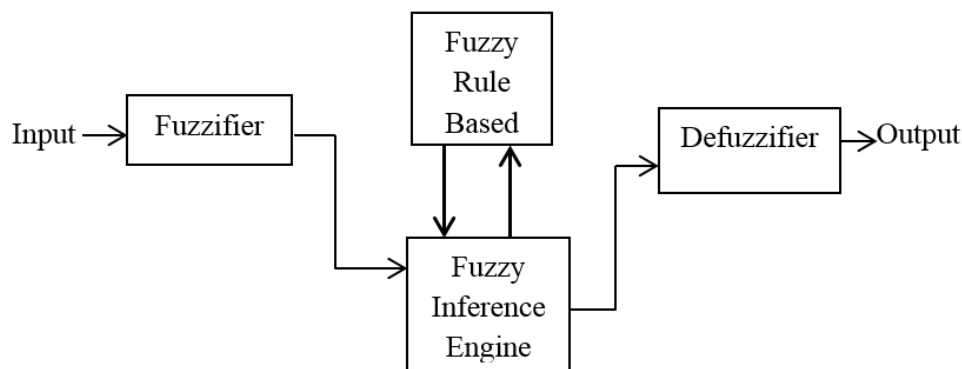 Input
Fuzzifier
Fuzzy
Rule
Based
Defuzzifier
Output
Fuzzy
Inference
Engine